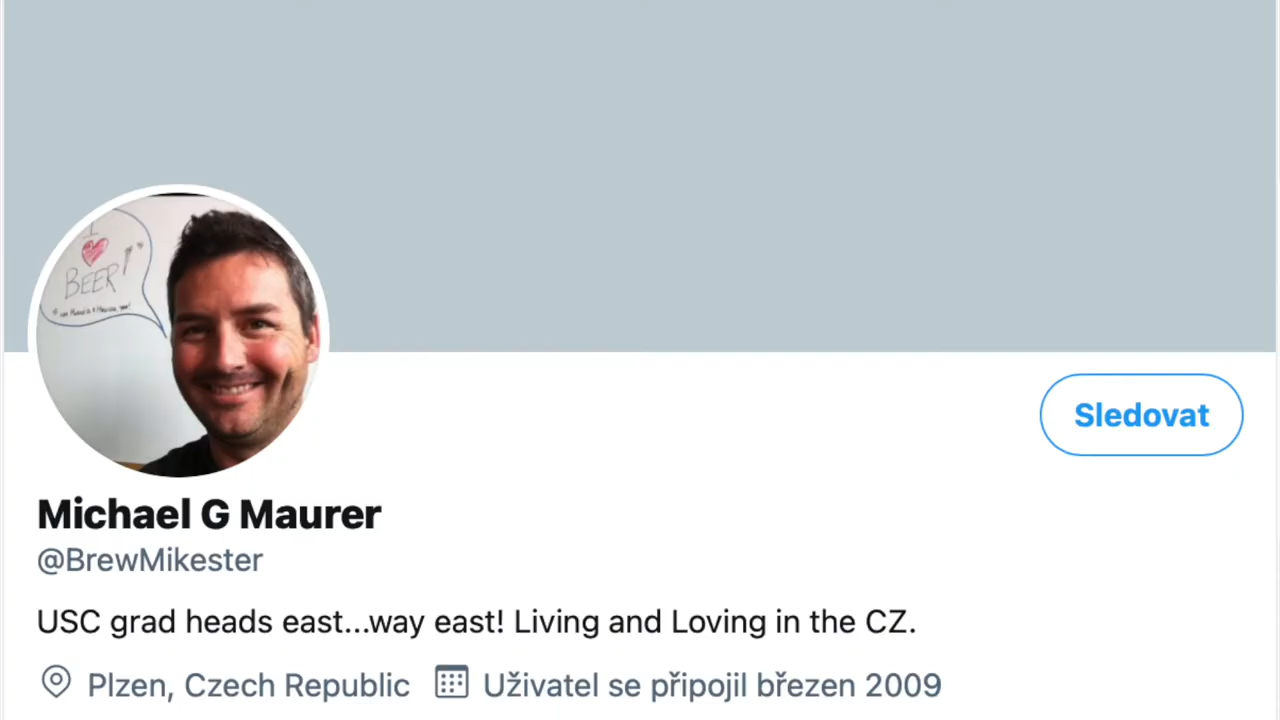 I
BEER!"
Michael G Maurer
@BrewMikester
USC grad heads east...way east! Living and Loving in the CZ.
Plzen, Czech Republic Uživatel se připojil březen 2009
Sledovat